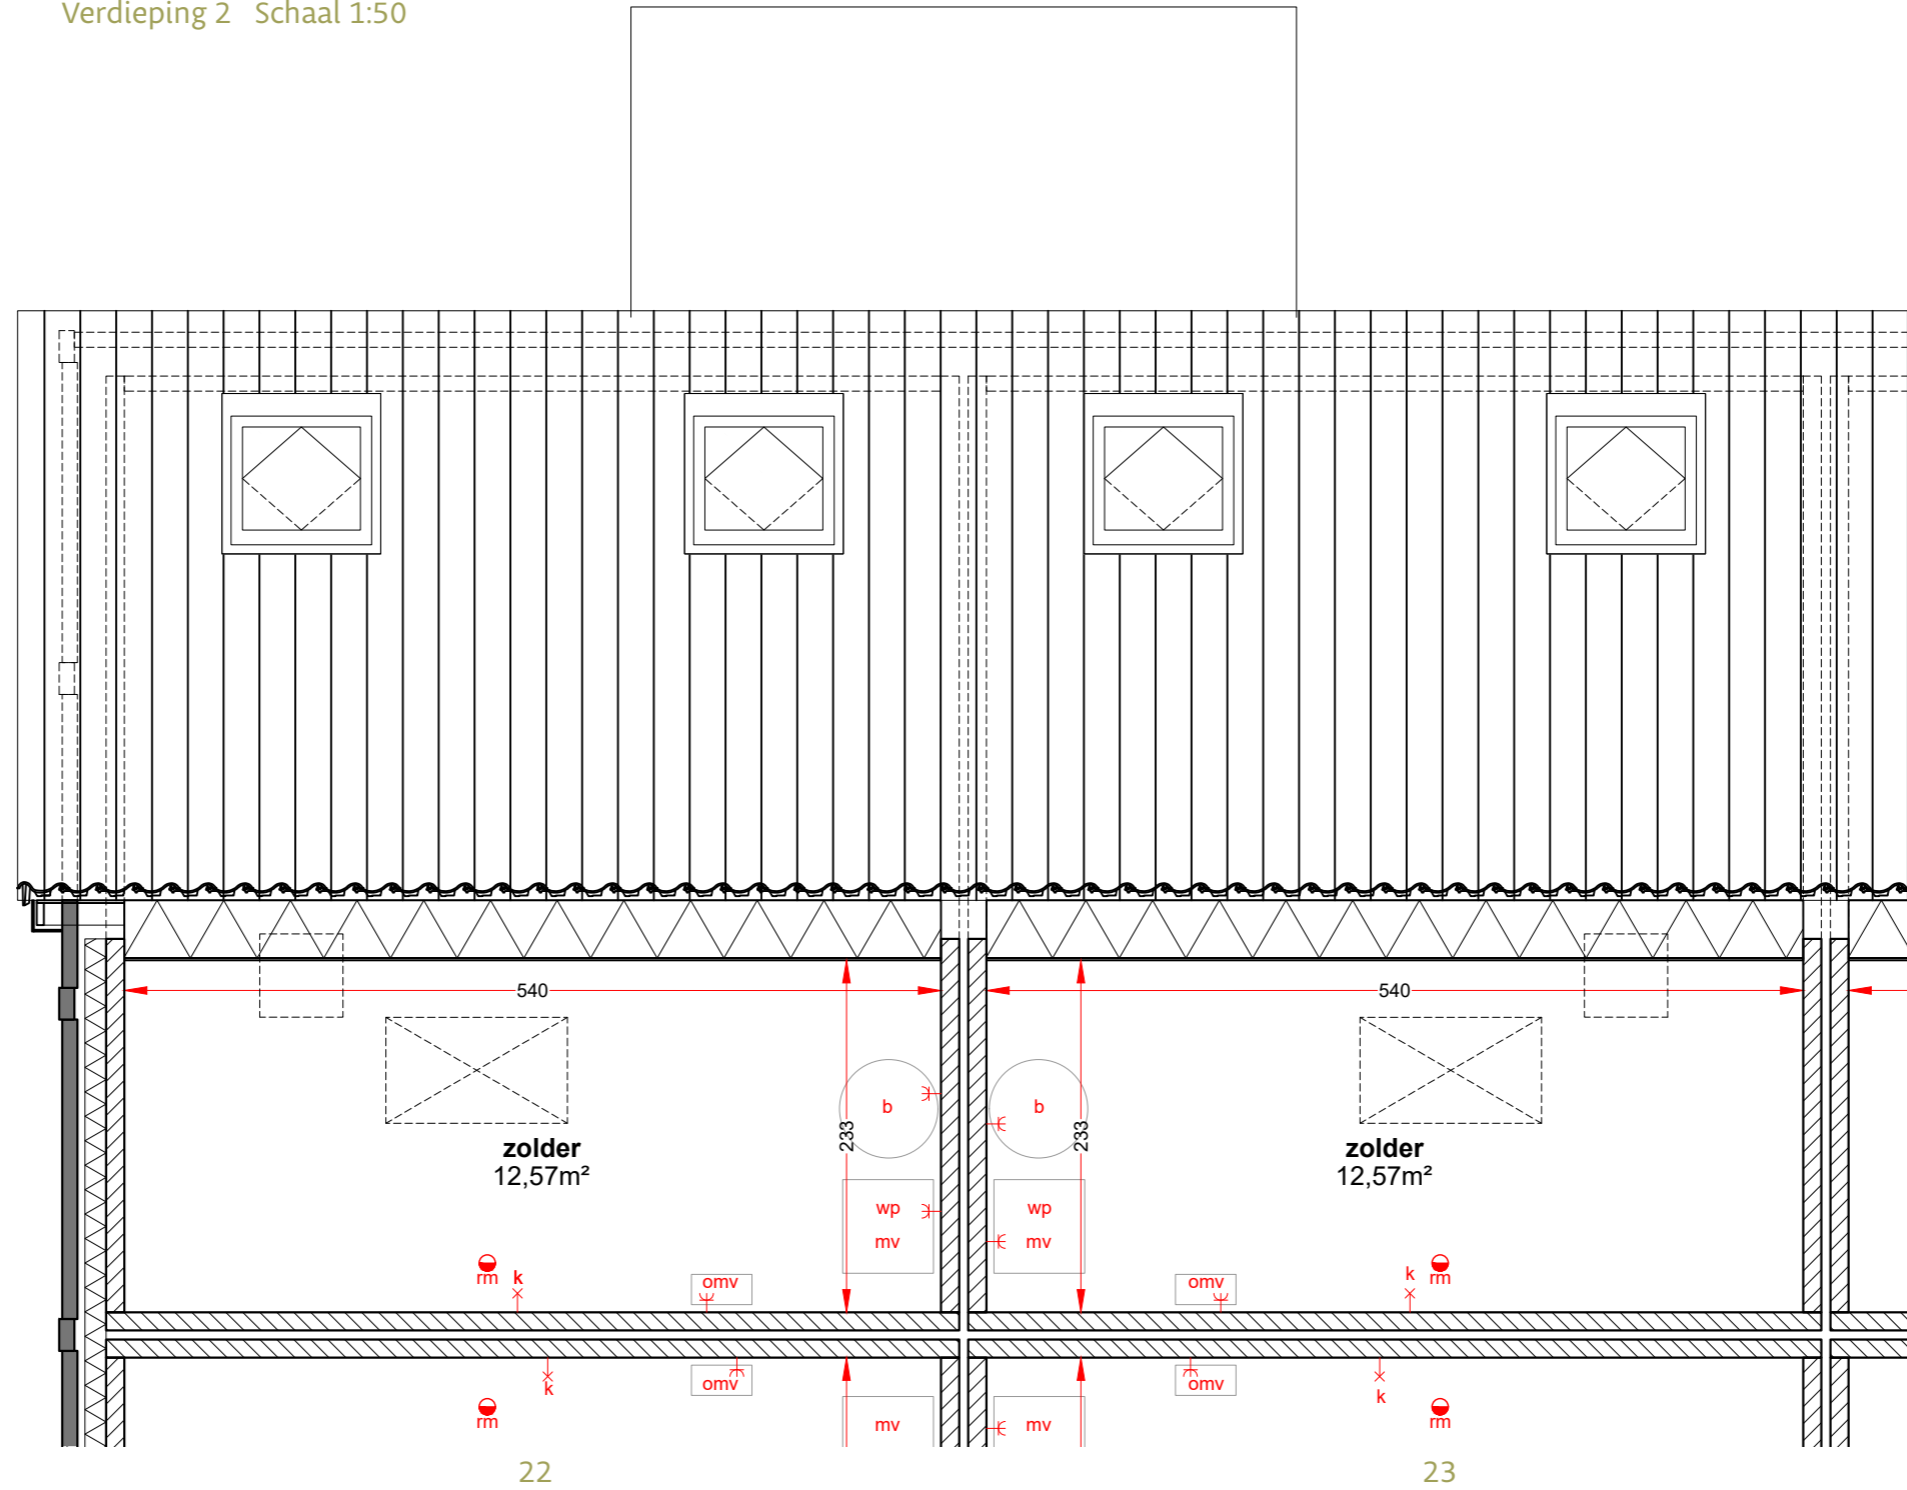 Verdieping 2 Schaal 1:50
540
540
b
b
233
233
zolder
12,57m²
zolder
12,57m²
wp
mv
wp
mv
rm
k
omv
omv
k
rm
k
omv
omv
k
rm
mv
mv
rm
22
23